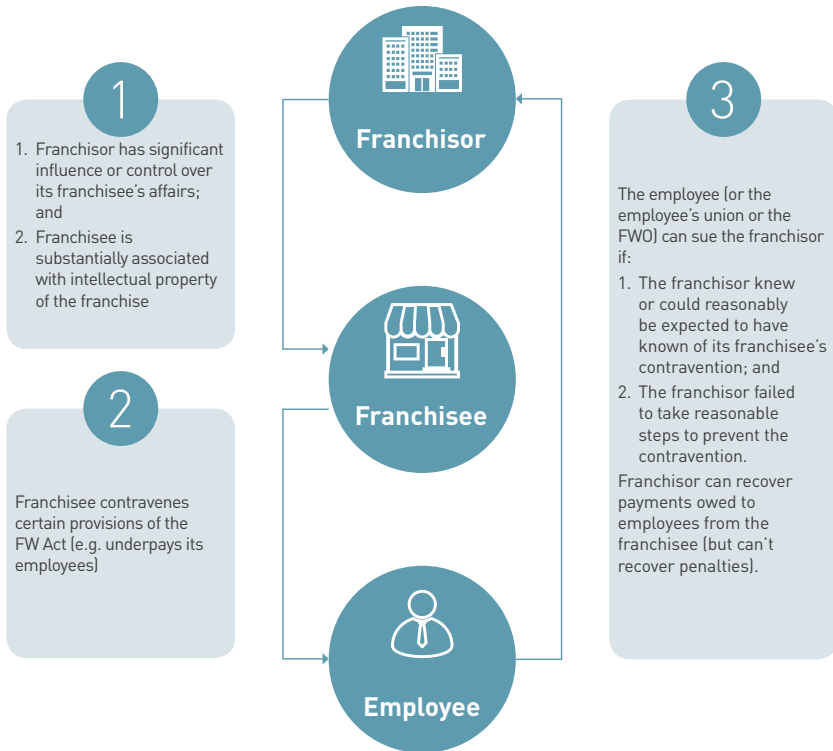 Franchisor
1
1. Franchisor has significant
influence or control over
its franchisee's affairs;
and
2. Franchisee is
substantially associated
with intellectual property
of the franchise
2
Franchisee contravenes
certain provisions of the
FW Act (e.g. underpays its
employees)
Franchisee
Employee
3
The employee (or the
employee's union or the
FWO) can sue the franchisor
if:
1. The franchisor knew
or could reasonably
be expected to have
known of its franchisee's
contravention; and
2. The franchisor failed
to take reasonable
steps to prevent the
contravention.
Franchisor can recover
payments owed to
employees from the
franchisee (but can't
recover penalties).